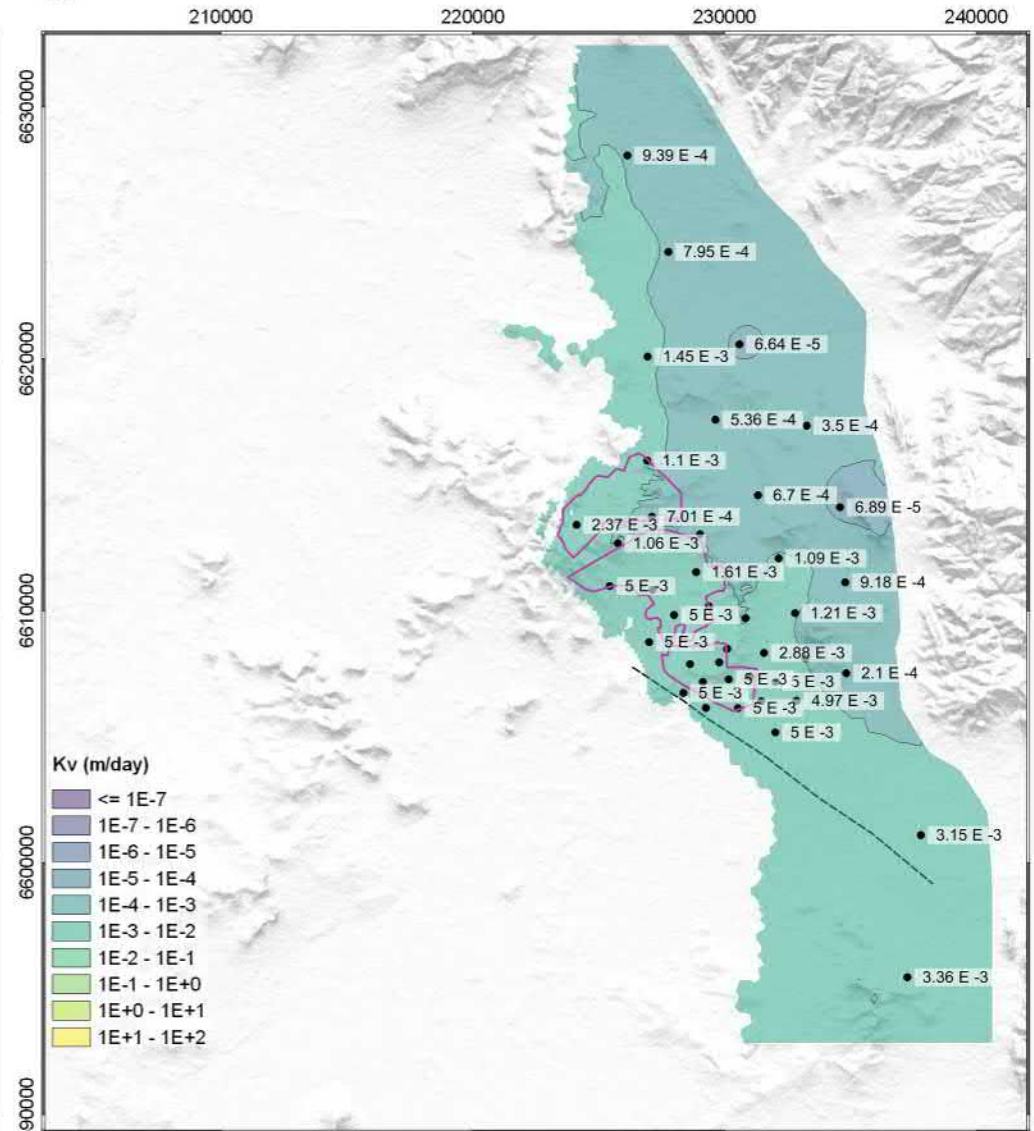 210000 220000 230000 240000
6630000
6620000
6610000
6600000
90000
9.39 E -4
7.95 E -4
6.64 E -5
1.45 E -3
5.36 E -4
3.5 E -4
1.1 E -3
6.7 E -4
6.89 E -5
7.01 E -4
2.37 E -3
1.06 E -3
1.09 E -3
1.61 E -3
9.18 E -4
5 E -3
5 E -3
1.21 E -3
5 E -3
2.88 E -3
2.1 E -4
5 E -3
5 E -3
5 E -3
4.97 E -3
5 E -3
5 E -3
3.15 E -3
3.36 E -3
Kv (m/day)
<= 1E-7
1E-7 - 1E-6
1E-6 - 1E-5
1E-5 - 1E-4
1E-4 - 1E-3
1E-3 - 1E-2
1E-2 - 1E-1
1E-1 - 1E+0
1E+0 - 1E+1
1E+1 - 1E+2